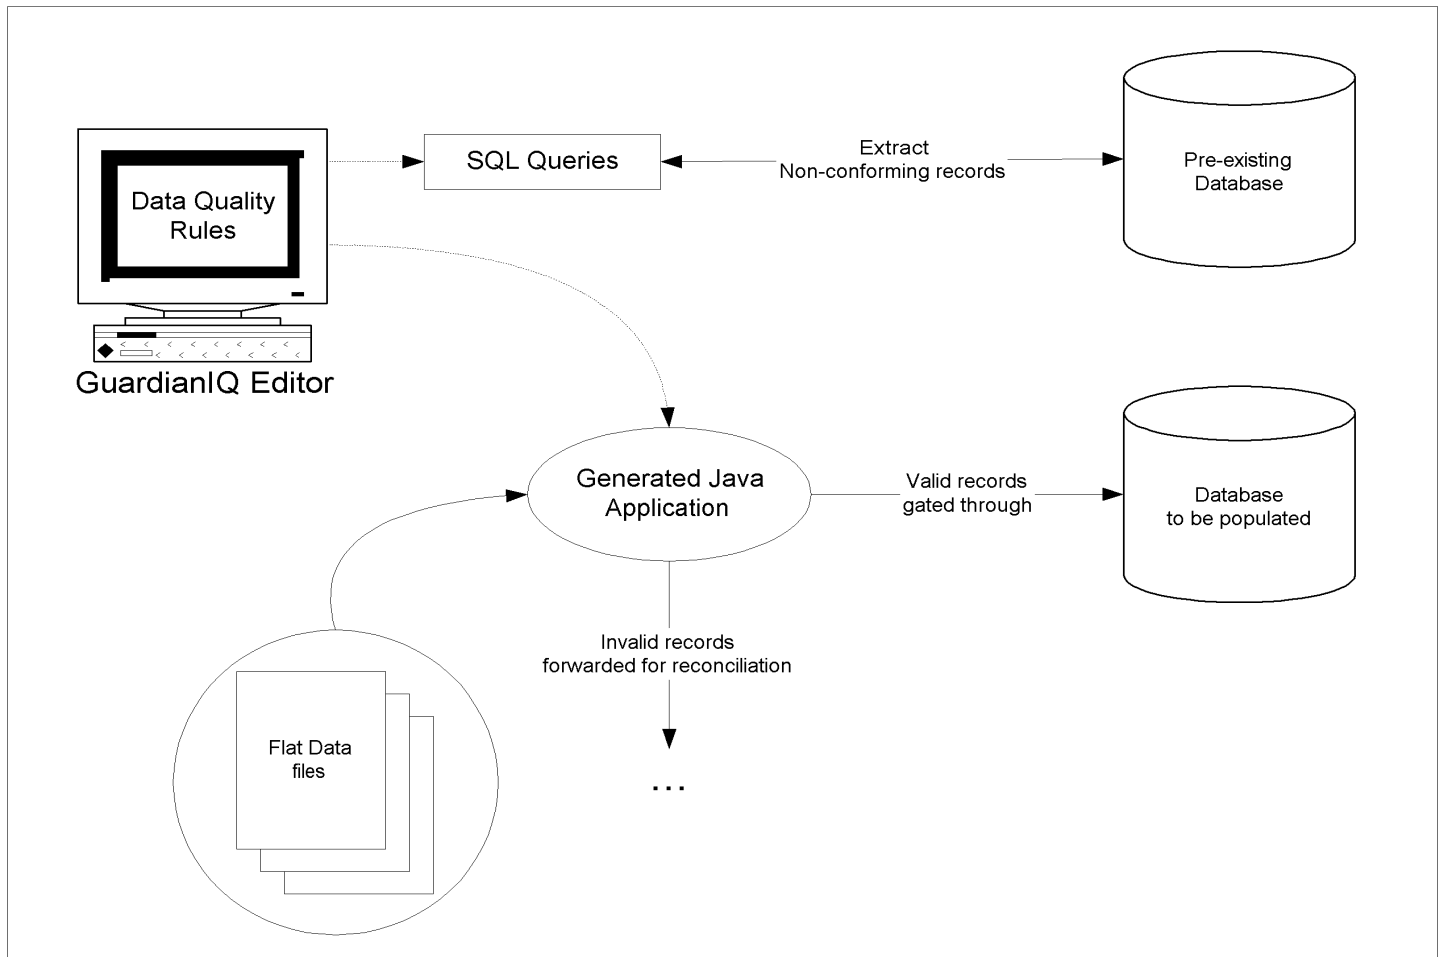 Extract
Non-conforming records
SQL Queries
Pre-existing
Database
Data Quality
Rules
GuardianIQ Editor
Generated Java
Application
Valid records
gated through
Database
to be populated
Invalid records
forwarded for reconciliation
Flat Data
files
...